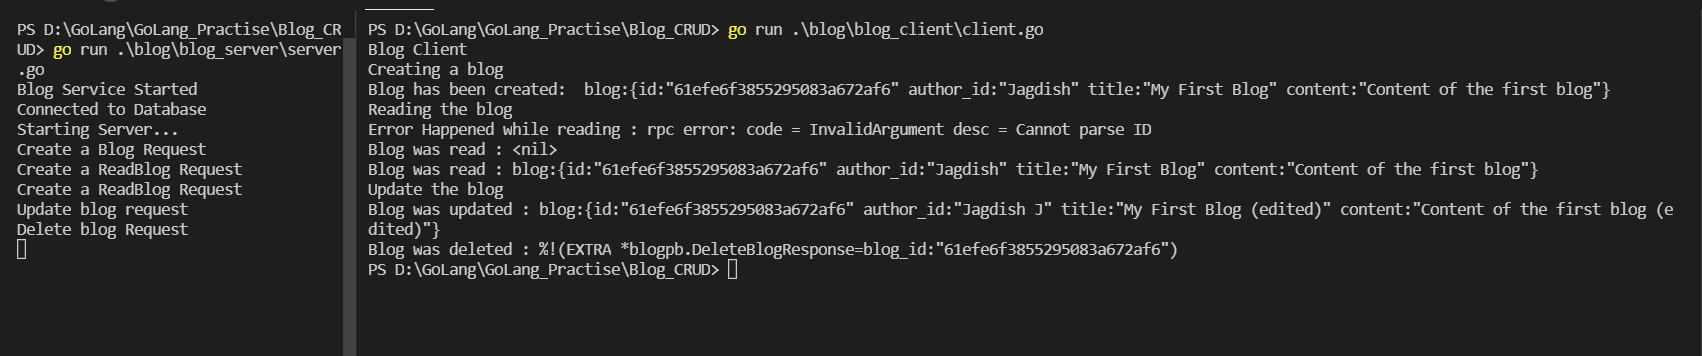 PS D:\GoLang\GoLang_Practise\Blog_CR
UD> go run .\blog\blog_server\server
.go
Blog Service Started
Connected to Database
Starting Server...
Create a Blog Request
Create a ReadBlog Request
Create a ReadBlog Request
Update blog request
Delete blog Request
PS D:\GoLang\GoLang_Practise\Blog_CRUD> go run .\blog\blog_client\client.go
Blog Client
Creating a blog
Blog has been created:  blog:{id:"61efe6f3855295083a672af6" author_id:"Jagdish" title:"My First Blog" content:"Content of the first blog"}
Reading the blog
Error Happened while reading : rpc error: code = InvalidArgument desc = Cannot parse ID
Blog was read : <nil>
Blog was read : blog:{id:"61efe6f3855295083a672af6" author_id:"Jagdish" title:"My First Blog" content:"Content of the first blog"}
Update the blog
Blog was updated : blog:{id:"61efe6f3855295083a672af6" author_id:"Jagdish J" title:"My First Blog (edited)" content:"Content of the first blog (e
dited)"}
Blog was deleted : %!(EXTRA *blogpb.DeleteBlogResponse=blog_id:"61efe6f3855295083a672af6")
PS D:\GoLang\GoLang_Practise\Blog_CRUD>